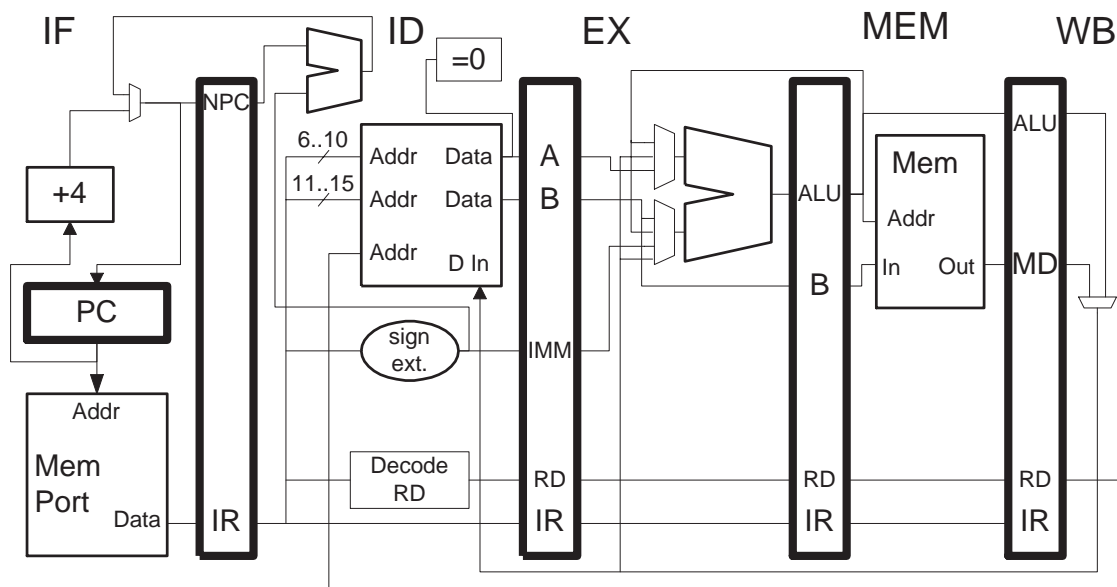 IF
ID
EX
MEM
WB
=0
NPC
+4
PC
Addr
Mem
Port
Data
IR
6..10
11..15
Addr
Data
Addr
Data
Addr
D In
sign
ext.
Decode
RD
A
B
IMM
RD
IR
ALU
B
RD
IR
Mem
Addr
In
Out
ALU
MD
RD
IR